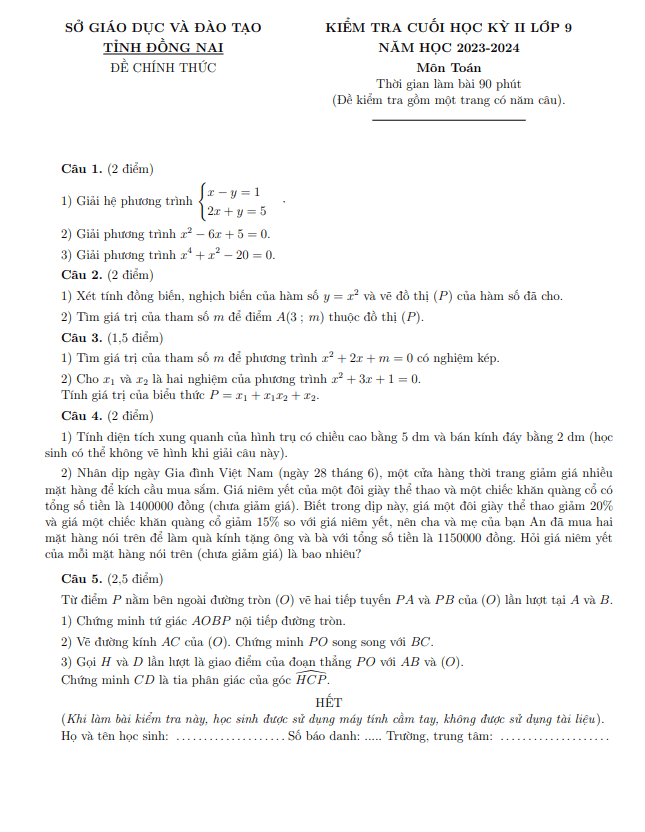 SỞ GIÁO DỤC VÀ ĐÀO TẠO
TỈNH ĐỒNG NAI
ĐỀ CHÍNH THỨC
KIỂM TRA CUỐI HỌC KỲ II LỚP 9
NĂM HỌC 2023-2024
Môn Toán
Thời gian làm bài 90 phút
(Đề kiểm tra gồm một trang có năm câu).
Câu 1. (2 điểm)
1) Giải hệ phương trình { x − y = 1
2x + y = 5 .
2) Giải phương trình x² − 6x + 5 = 0.
3) Giải phương trình x⁴ + x² − 20 = 0.
Câu 2. (2 điểm)
1) Xét tính đồng biến, nghịch biến của hàm số y = x² và vẽ đồ thị (P) của hàm số đã cho.
2) Tìm giá trị của tham số m để điểm A(3 ; m) thuộc đồ thị (P).
Câu 3. (1,5 điểm)
1) Tìm giá trị của tham số m để phương trình x² + 2x + m = 0 có nghiệm kép.
2) Cho x₁ và x₂ là hai nghiệm của phương trình x² + 3x + 1 = 0.
Tính giá trị của biểu thức P = x₁ + x₁x₂ + x₂.
Câu 4. (2 điểm)
1) Tính diện tích xung quanh của hình trụ có chiều cao bằng 5 dm và bán kính đáy bằng 2 dm (học
sinh có thể không vẽ hình khi giải câu này).
2) Nhân dịp ngày Gia đình Việt Nam (ngày 28 tháng 6), một cửa hàng thời trang giảm giá nhiều
mặt hàng để kích cầu mua sắm. Giá niêm yết của một đôi giày thể thao và một chiếc khăn quàng cổ có
tổng số tiền là 1400000 đồng (chưa giảm giá). Biết trong dịp này, giá một đôi giày thể thao giảm 20%
và giá một chiếc khăn quàng cổ giảm 15% so với giá niêm yết, nên cha và mẹ của bạn An đã mua hai
mặt hàng nói trên để làm quà kính tặng ông và bà với tổng số tiền là 1150000 đồng. Hỏi giá niêm yết
của mỗi mặt hàng nói trên (chưa giảm giá) là bao nhiêu?
Câu 5. (2,5 điểm)
Từ điểm P nằm bên ngoài đường tròn (O) vẽ hai tiếp tuyến PA và PB của (O) lần lượt tại A và B.
1) Chứng minh tứ giác AOBP nội tiếp đường tròn.
2) Vẽ đường kính AC của (O). Chứng minh PO song song với BC.
3) Gọi H và D lần lượt là giao điểm của đoạn thẳng PO với AB và (O).
Chứng minh CD là tia phân giác của góc HCP.
HẾT
(Khi làm bài kiểm tra này, học sinh được sử dụng máy tính cầm tay, không được sử dụng tài liệu).
Họ và tên học sinh: .................... Số báo danh: ..... Trường, trung tâm: ....................